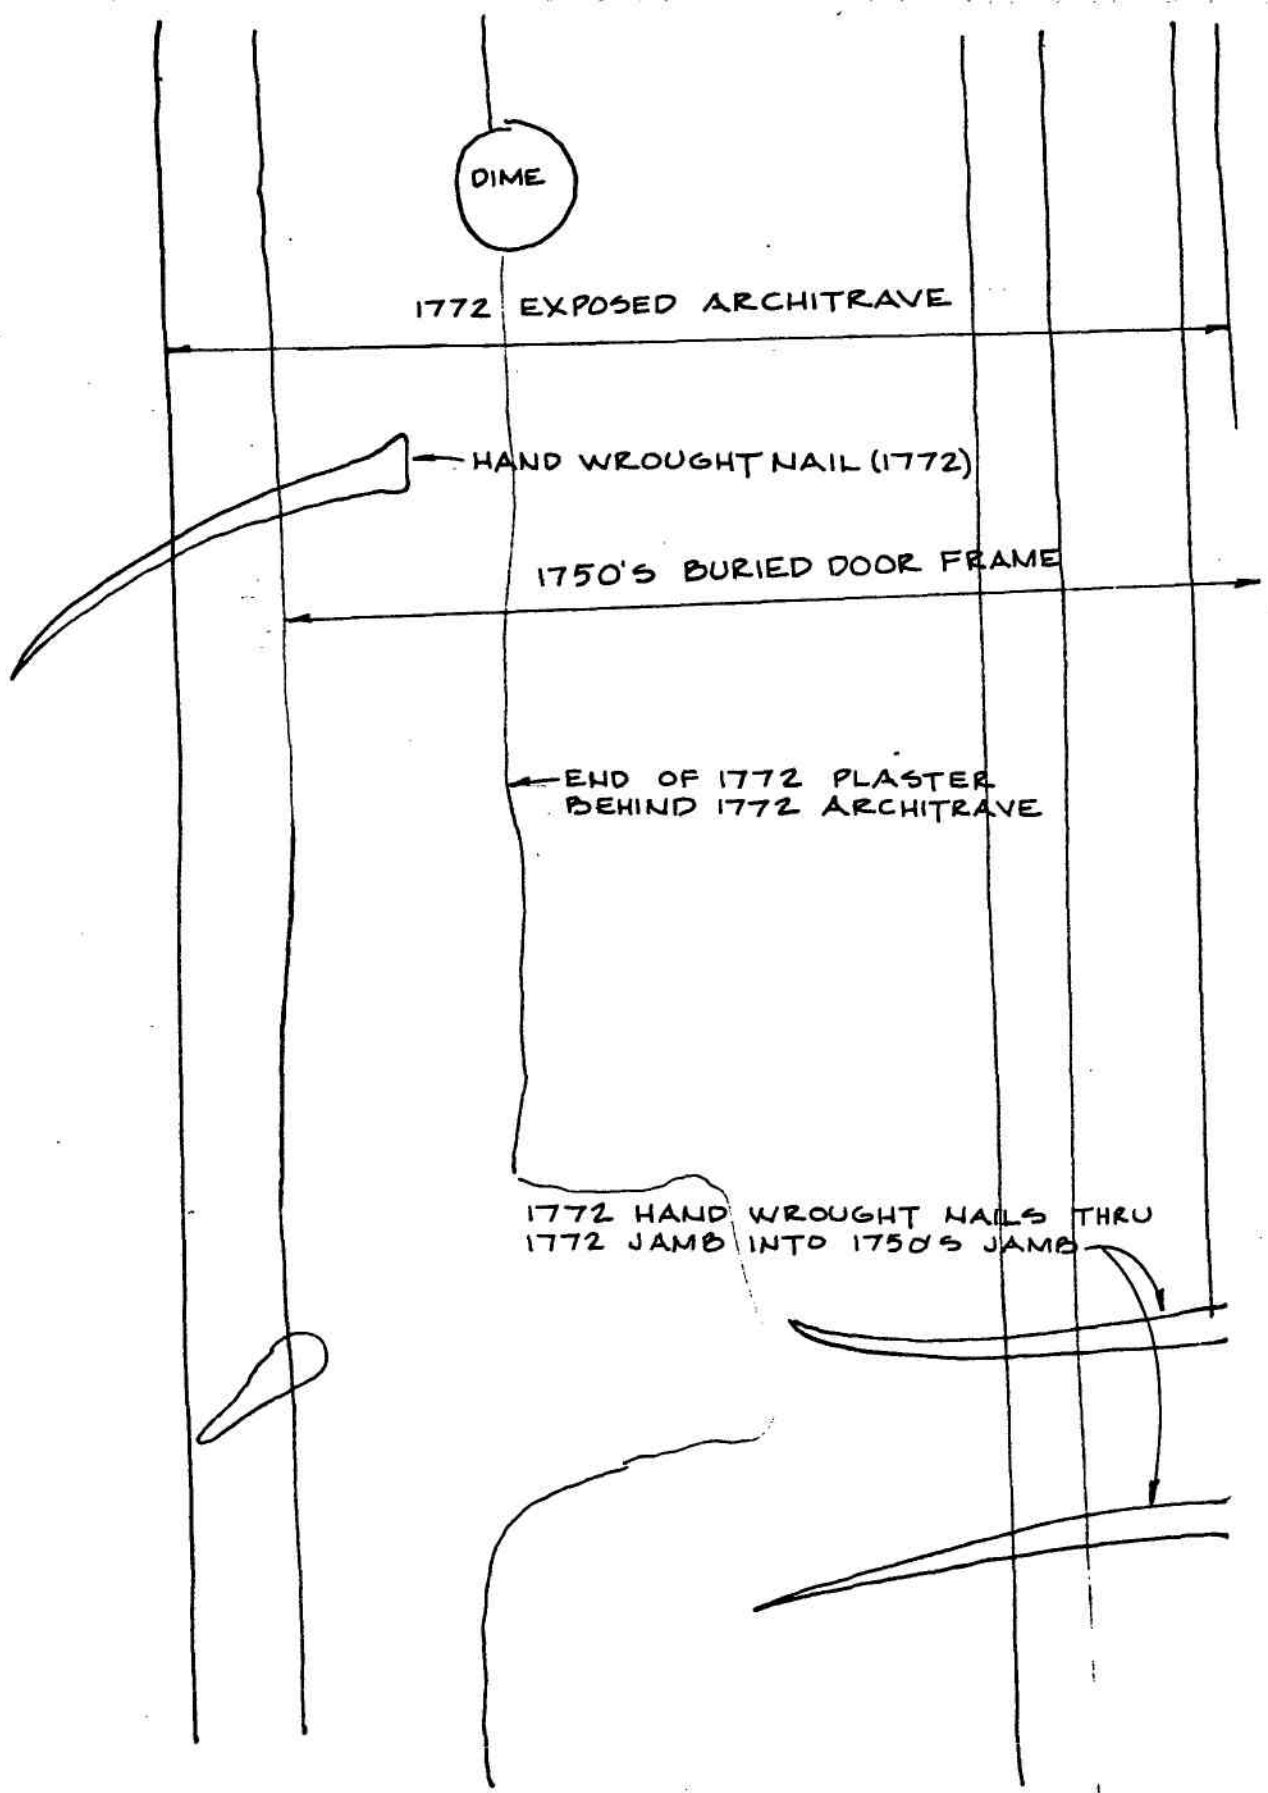 DIME
1772 EXPOSED ARCHITRAVE
HAND WROUGHT NAIL (1772)
1750'S BURIED DOOR FRAME
END OF 1772 PLASTER
BEHIND 1772 ARCHITRAVE
1772 HAND WROUGHT NAILS THRU
1772 JAMB INTO 1750'S JAMB